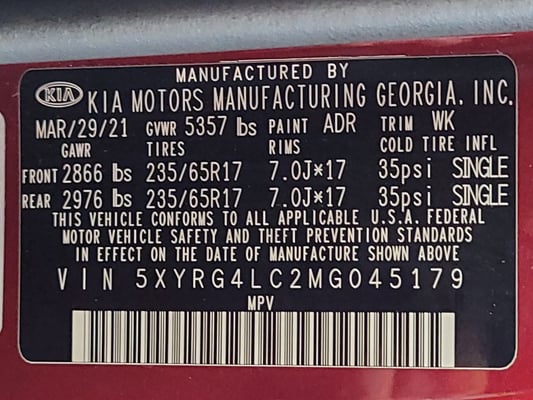 MANUFACTURED BY
KIA KIA MOTORS MANUFACTURING GEORGIA, INC.
MAR/29/21 GVWR 5357 lbs PAINT ADR TRIM WK
GAWR TIRES RIMS COLD TIRE INFL
FRONT 2866 lbs 235/65R17 7.0J*17 35psi SINGLE
REAR 2976 lbs 235/65R17 7.0J*17 35psi SINGLE
THIS VEHICLE CONFORMS TO ALL APPLICABLE U.S.A. FEDERAL
MOTOR VEHICLE SAFETY AND THEFT PREVENTION STANDARDS
IN EFFECT ON THE DATE OF MANUFACTURE SHOWN ABOVE
VIN 5XYRG4LC2MG045179
MPV